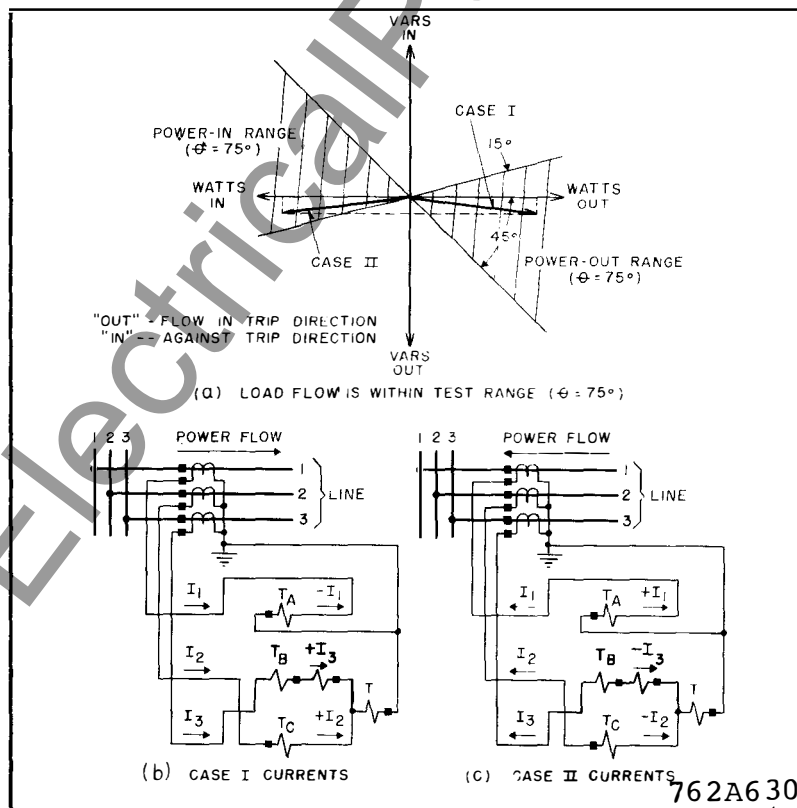 VARS
IN
CASE I
POWER-IN RANGE
(θ = 75°)
15°
WATTS
IN
WATTS
OUT
45°
CASE II
POWER-OUT RANGE
(θ = 75°)
"OUT" - FLOW IN TRIP DIRECTION
"IN" -- AGAINST TRIP DIRECTION
VARS
OUT
(a) LOAD FLOW IS WITHIN TEST RANGE (θ = 75°)
1 2 3 POWER FLOW
1
2 LINE
3
I1 TA -I1
I2 TB +I3
T
I3 TC +I2
(b) CASE I CURRENTS
1 2 3 POWER FLOW
1
2 LINE
3
I1 TA +I1
I2 TB -I3
T
I3 TC -I2
(c) CASE II CURRENTS
762A630
Electrical